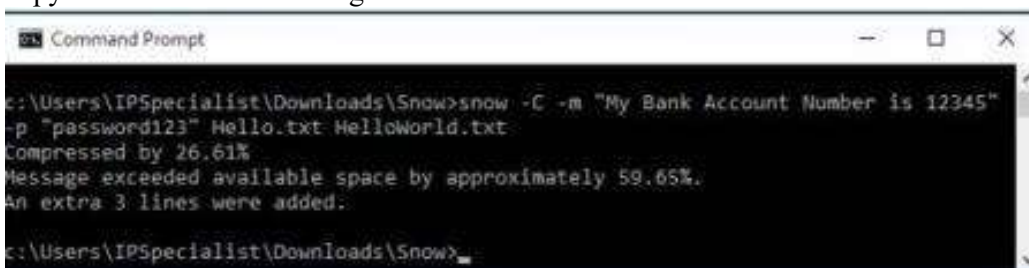 Command Prompt
c:\Users\IPSpecialist\Downloads\Snow>snow -C -m "My Bank Account Number is 12345"
-p "password123" Hello.txt HelloWorld.txt
Compressed by 26.61%
Message exceeded available space by approximately 59.65%.
An extra 3 lines were added.
c:\Users\IPSpecialist\Downloads\Snow>